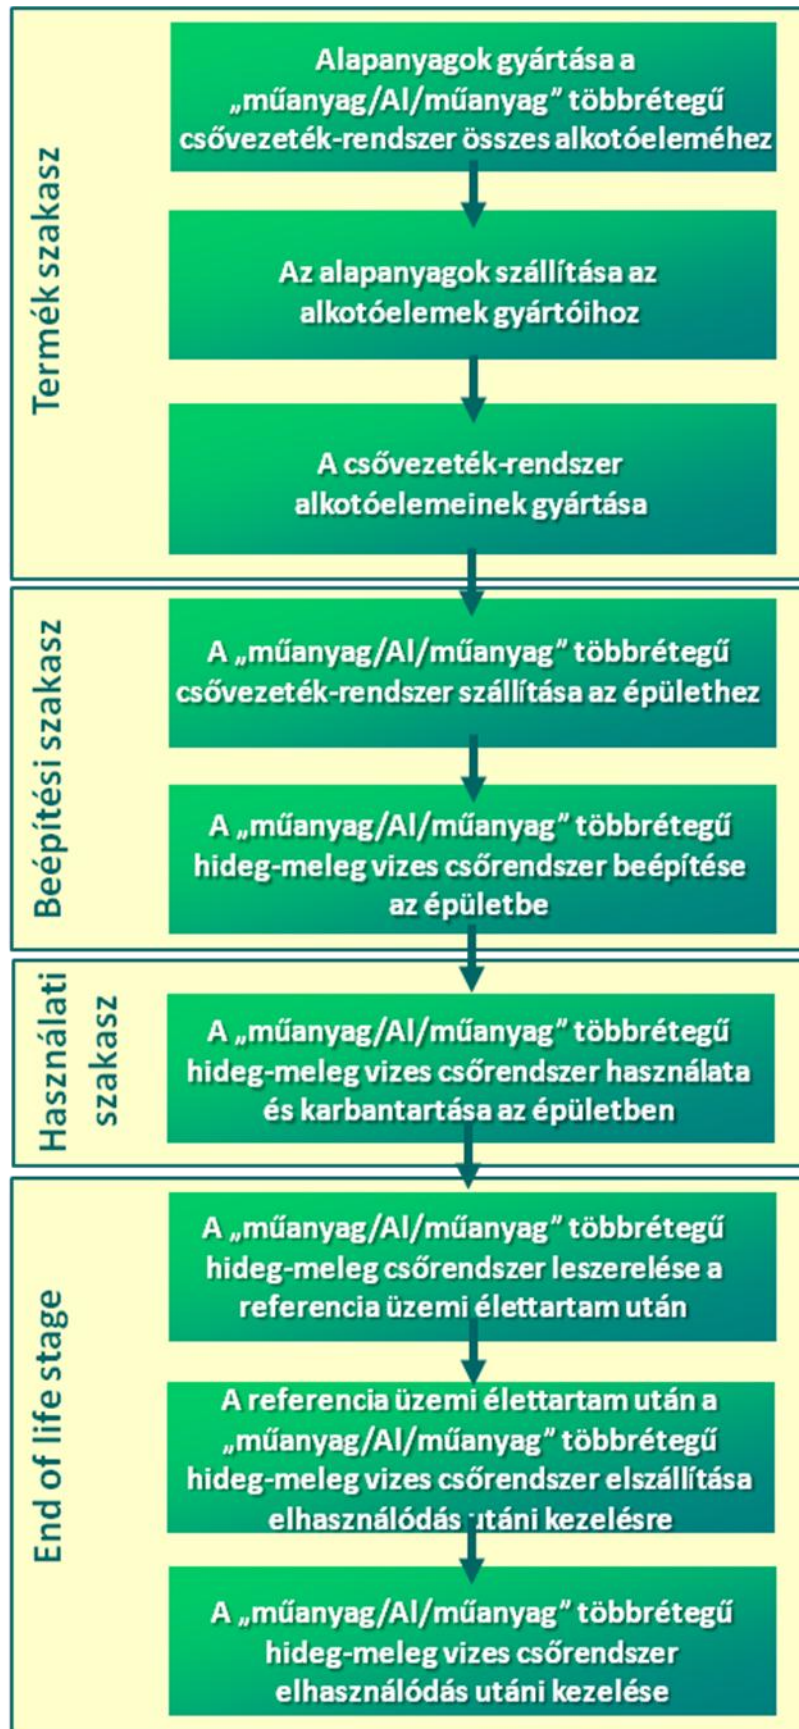 Termék szakasz
Alapanyagok gyártása a
„műanyag/Al/műanyag” többrétegű
csővezeték-rendszer összes alkotóeleméhez
Az alapanyagok szállítása az
alkotóelemek gyártóihoz
A csővezeték-rendszer
alkotóelemeinek gyártása
Beépítési szakasz
A „műanyag/Al/műanyag” többrétegű
csővezeték-rendszer szállítása az épülethez
A „műanyag/Al/műanyag” többrétegű
hideg-meleg vizes csőrendszer beépítése
az épületbe
Használati
szakasz
A „műanyag/Al/műanyag” többrétegű
hideg-meleg vizes csőrendszer használata
és karbantartása az épületben
End of life stage
A „műanyag/Al/műanyag” többrétegű
hideg-meleg csőrendszer leszerelése a
referencia üzemi élettartam után
A referencia üzemi élettartam után a
„műanyag/Al/műanyag” többrétegű
hideg-meleg vizes csőrendszer elszállítása
elhasználódás utáni kezelésre
A „műanyag/Al/műanyag” többrétegű
hideg-meleg vizes csőrendszer
elhasználódás utáni kezelése